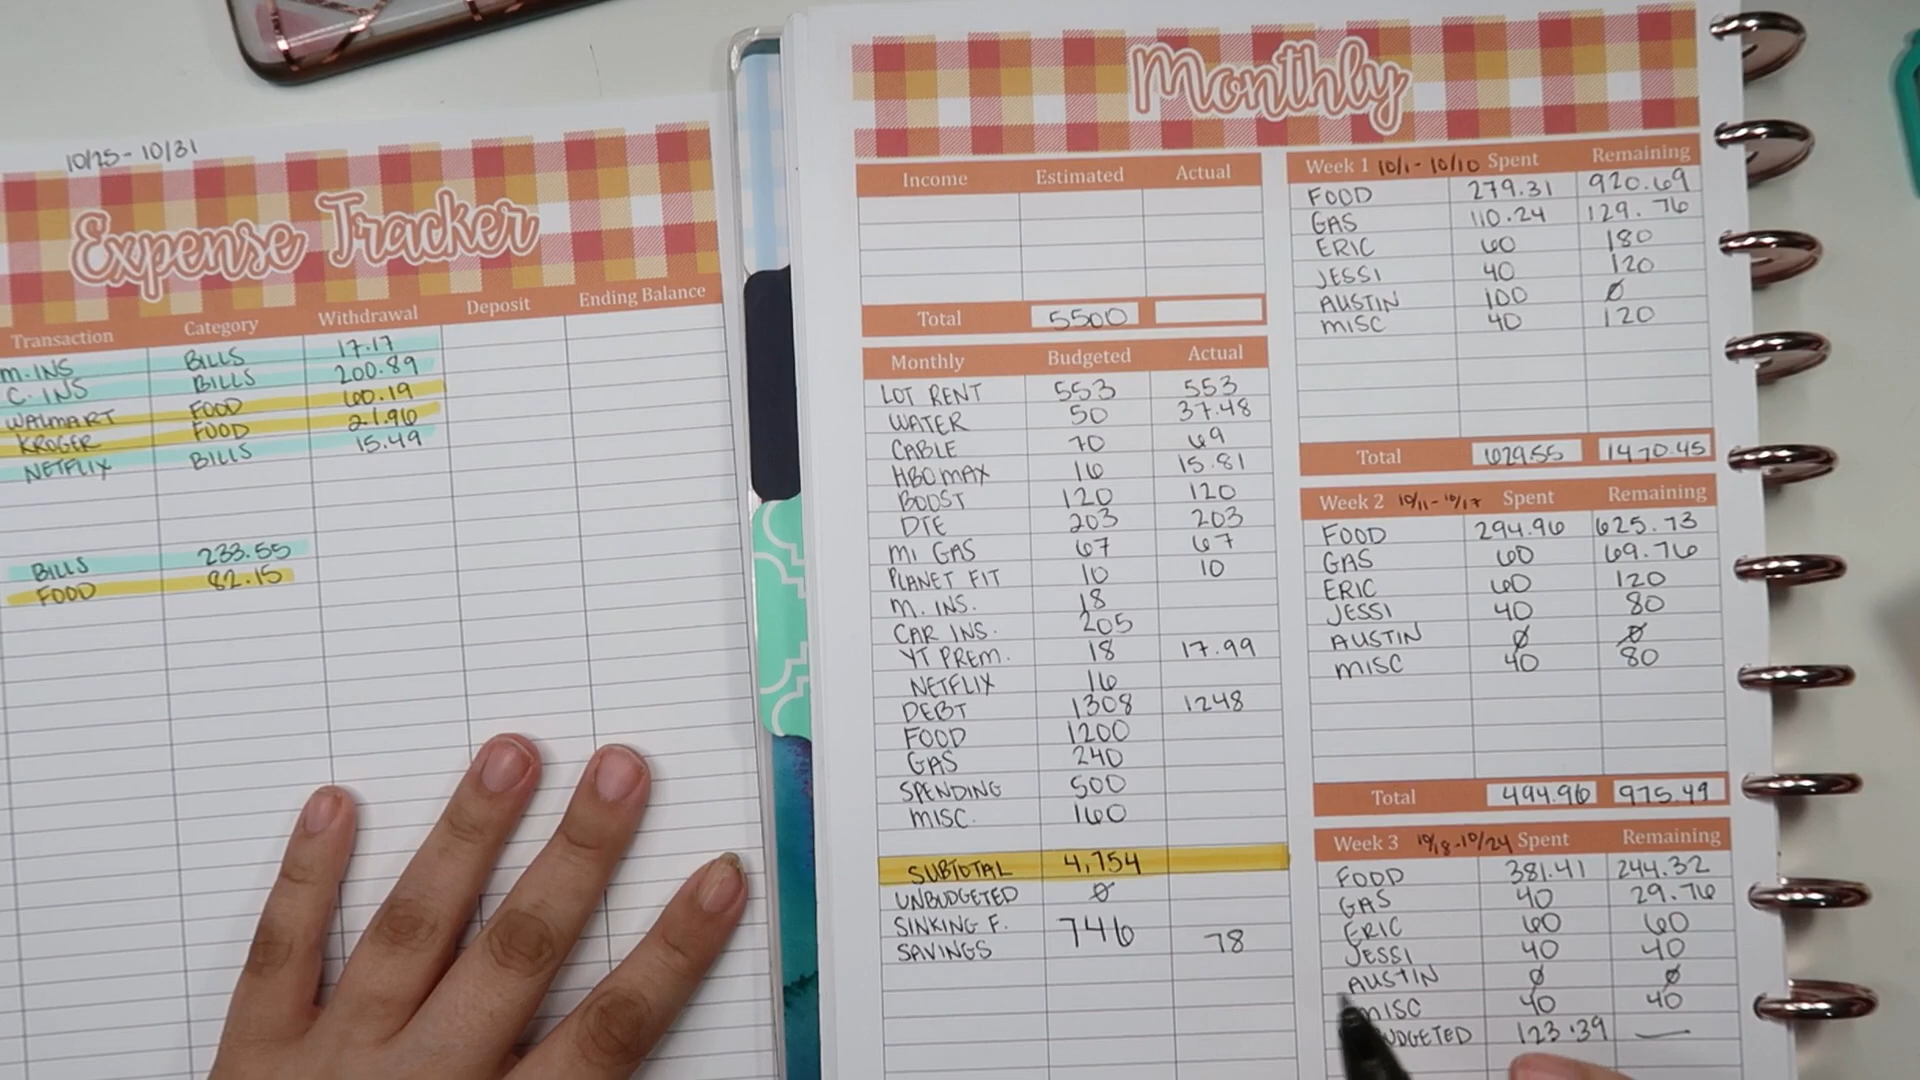 10/25-10/31
Expense Tracker
Transaction Category Withdrawal Deposit Ending Balance
M. INS BILLS 17.17
C. INS BILLS 200.89
WALMART FOOD 60.19
KROGER FOOD 21.96
NETFLIX BILLS 15.49
BILLS 233.55
FOOD 82.15
Monthly
Income Estimated Actual
Total 5500
Monthly Budgeted Actual
LOT RENT 553 553
WATER 50 37.48
CABLE 70 69
HBO MAX 16 15.81
BOOST 120 120
DTE 203 203
MI GAS 67 67
PLANET FIT 10 10
M. INS. 18
CAR INS. 205
YT PREM. 18 17.99
NETFLIX 16
DEBT 1308 1248
FOOD 1200
GAS 240
SPENDING 500
MISC. 160
SUBTOTAL 4,754
UNBUDGETED Ø
SINKING F. 746
SAVINGS 78
Week 1 10/1-10/10 Spent Remaining
FOOD 279.31 920.69
GAS 110.24 129.76
ERIC 60 180
JESSI 40 120
AUSTIN 100 Ø
MISC 40 120
Total 629.55 1470.45
Week 2 10/11-10/17 Spent Remaining
FOOD 294.96 625.73
GAS 60 69.76
ERIC 60 120
JESSI 40 80
AUSTIN Ø Ø
MISC 40 80
Total 494.96 975.49
Week 3 10/18-10/24 Spent Remaining
FOOD 381.41 244.32
GAS 40 29.76
ERIC 60 60
JESSI 40 40
AUSTIN Ø Ø
MISC 40 40
BUDGETED 123.39 —